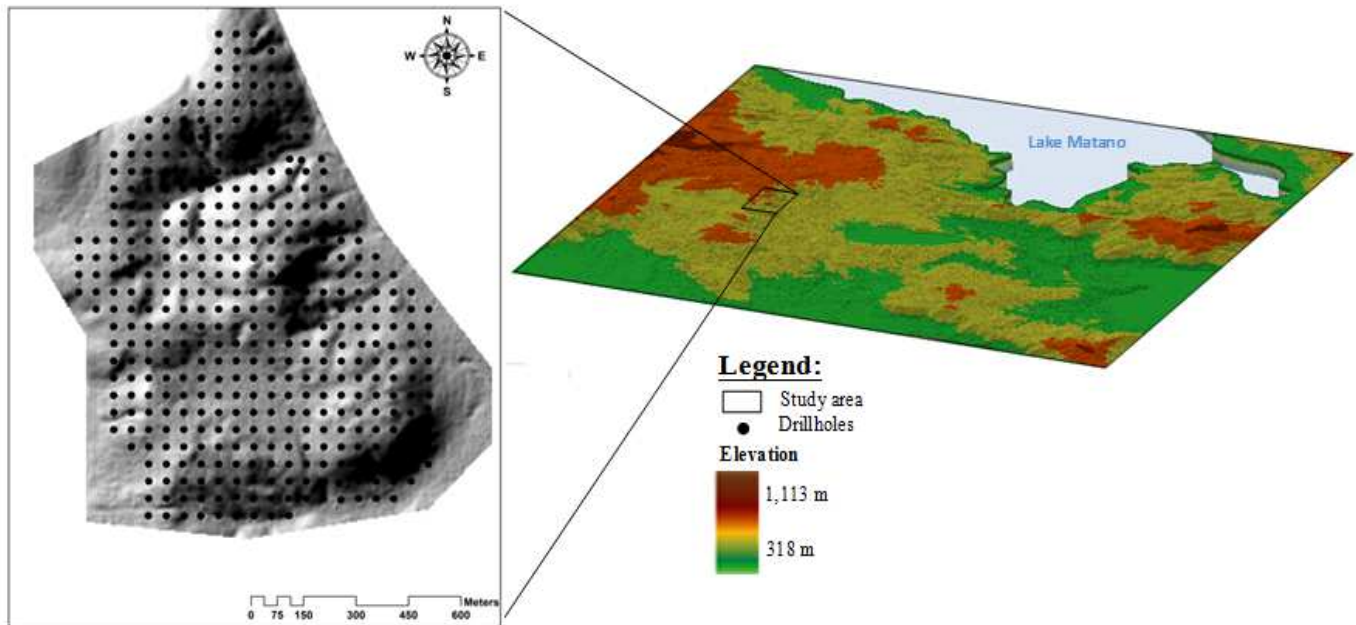 N
W E
S
Lake Matano
Legend:
Study area
Drillholes
Elevation
1,113 m
318 m
Meters
0 75 150 300 450 600